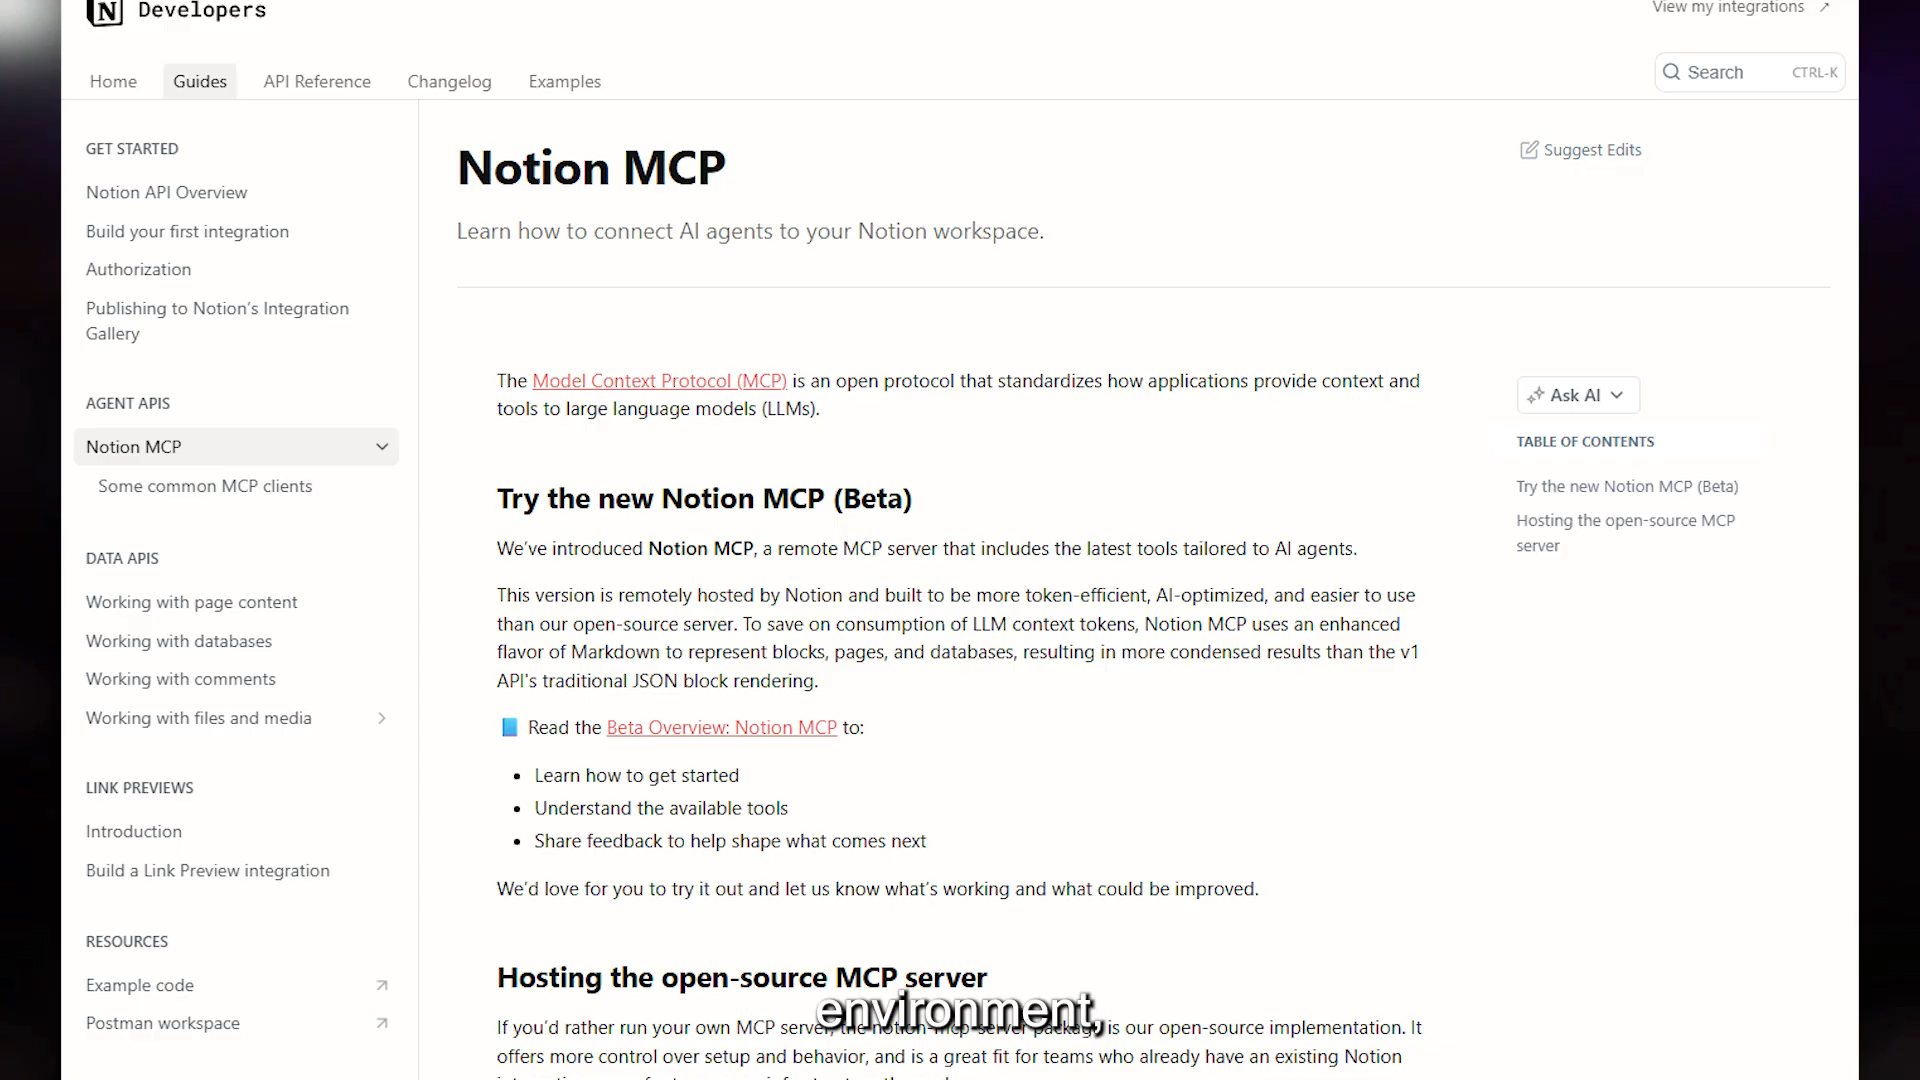 Developers
View my integrations ↗
Home
Guides
API Reference
Changelog
Examples
Search
CTRL-K
GET STARTED
Notion API Overview
Build your first integration
Authorization
Publishing to Notion’s Integration
Gallery
AGENT APIS
Notion MCP
Some common MCP clients
DATA APIS
Working with page content
Working with databases
Working with comments
Working with files and media
LINK PREVIEWS
Introduction
Build a Link Preview integration
RESOURCES
Example code
Postman workspace
Notion MCP
Learn how to connect AI agents to your Notion workspace.
The Model Context Protocol (MCP) is an open protocol that standardizes how applications provide context and
tools to large language models (LLMs).
Try the new Notion MCP (Beta)
We’ve introduced Notion MCP, a remote MCP server that includes the latest tools tailored to AI agents.
This version is remotely hosted by Notion and built to be more token-efficient, AI-optimized, and easier to use
than our open-source server. To save on consumption of LLM context tokens, Notion MCP uses an enhanced
flavor of Markdown to represent blocks, pages, and databases, resulting in more condensed results than the v1
API's traditional JSON block rendering.
Read the Beta Overview: Notion MCP to:
• Learn how to get started
• Understand the available tools
• Share feedback to help shape what comes next
We’d love for you to try it out and let us know what’s working and what could be improved.
Hosting the open-source MCP server
If you’d rather run your own MCP server, the notion-mcp-server package is our open-source implementation. It
offers more control over setup and behavior, and is a great fit for teams who already have an existing Notion
Suggest Edits
Ask AI
TABLE OF CONTENTS
Try the new Notion MCP (Beta)
Hosting the open-source MCP
server
environment,